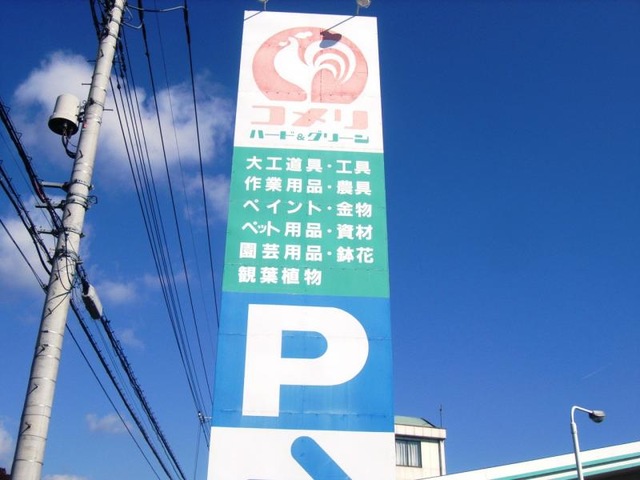 コメリ
ハード&グリーン
大工道具・工具
作業用品・農具
ペイント・金物
ペット用品・資材
園芸用品・鉢花
観葉植物
P